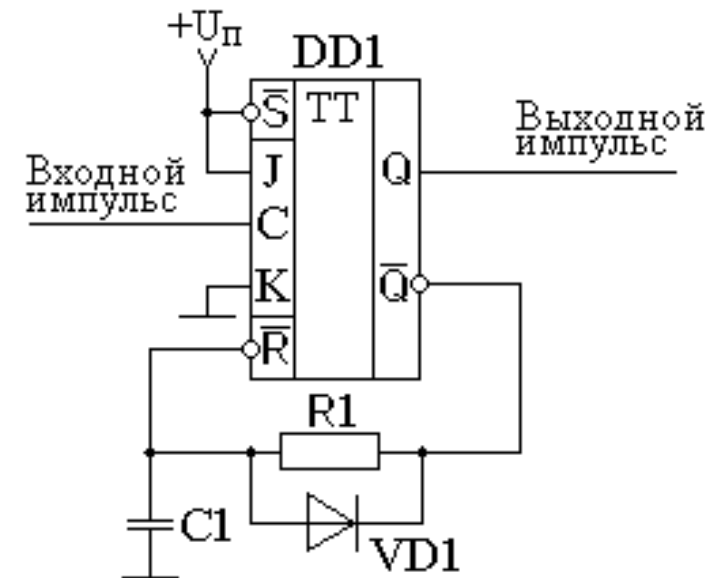 +Uп
DD1
S̅ TT
Выходной
импульс
Входной
импульс
J
Q
C
K
Q̅
R̅
R1
C1
VD1